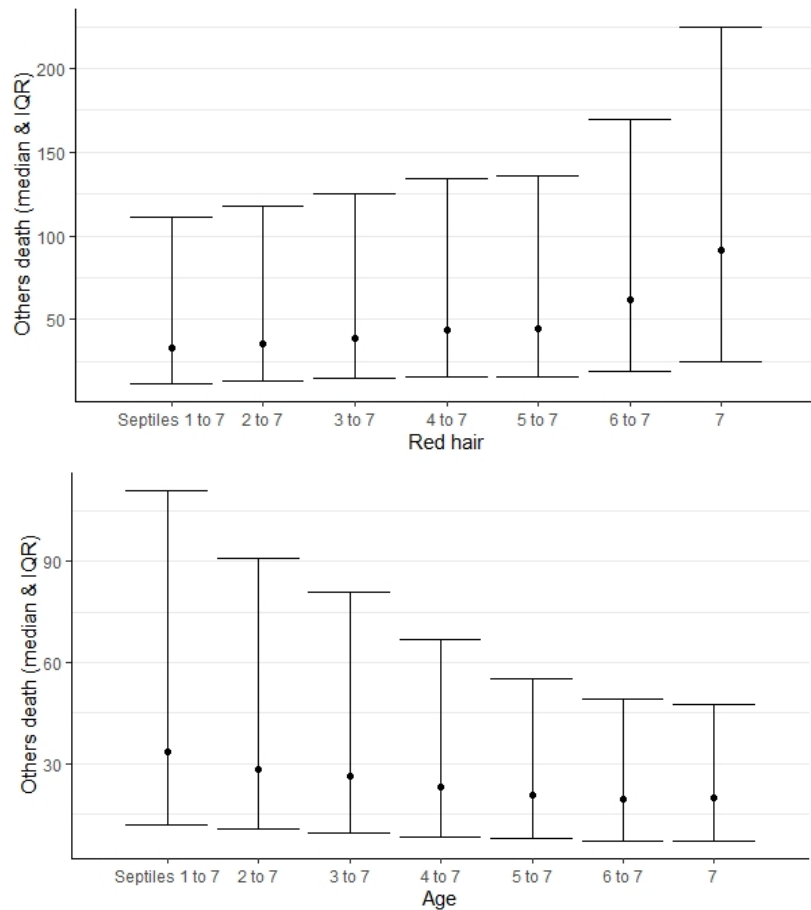 Others death (median & IQR)
200
150
100
50
Septiles 1 to 7 2 to 7 3 to 7 4 to 7 5 to 7 6 to 7 7
Red hair
Others death (median & IQR)
90
60
30
Septiles 1 to 7 2 to 7 3 to 7 4 to 7 5 to 7 6 to 7 7
Age